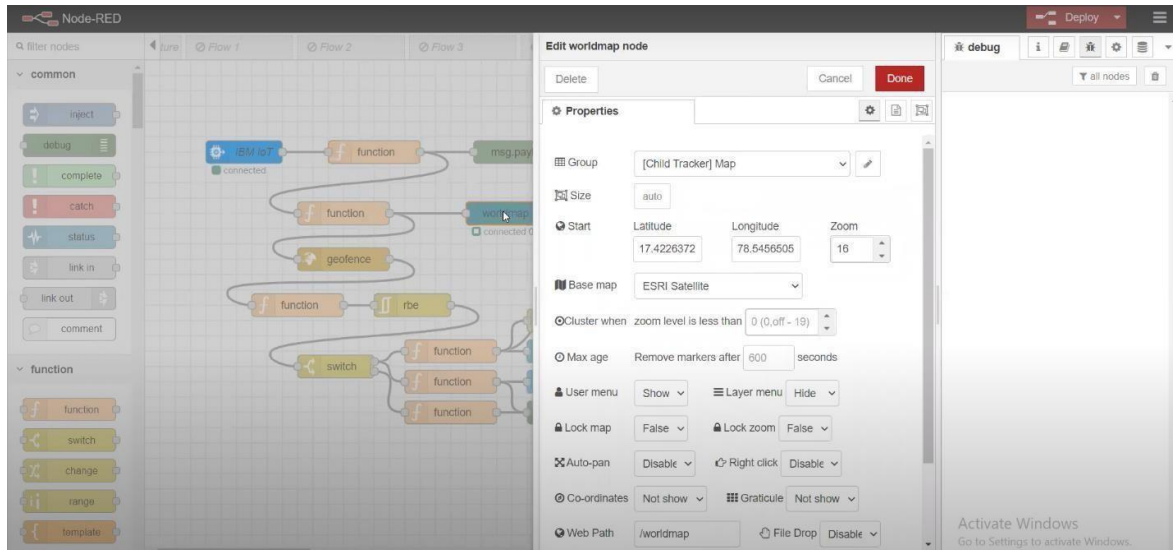 Node-RED
Deploy
filter nodes
Flow 1
Flow 2
Flow 3
common
inject
debug
complete
catch
status
link in
link out
comment
function
function
switch
change
range
template
IBM IoT
connected
function
msg.pay
function
worldmap
connected
geofence
function
rbe
switch
function
function
function
Edit worldmap node
Delete
Cancel
Done
Properties
Group
[Child Tracker] Map
Size
auto
Start
Latitude
Longitude
Zoom
17.4226372
78.5456505
16
Base map
ESRI Satellite
Cluster when zoom level is less than 0 (0,off - 19)
Max age
Remove markers after 600 seconds
User menu
Show
Layer menu
Hide
Lock map
False
Lock zoom
False
Auto-pan
Disable
Right click
Disable
Co-ordinates
Not show
Graticule
Not show
Web Path
/worldmap
File Drop
Disable
debug
i
all nodes
Activate Windows
Go to Settings to activate Windows.